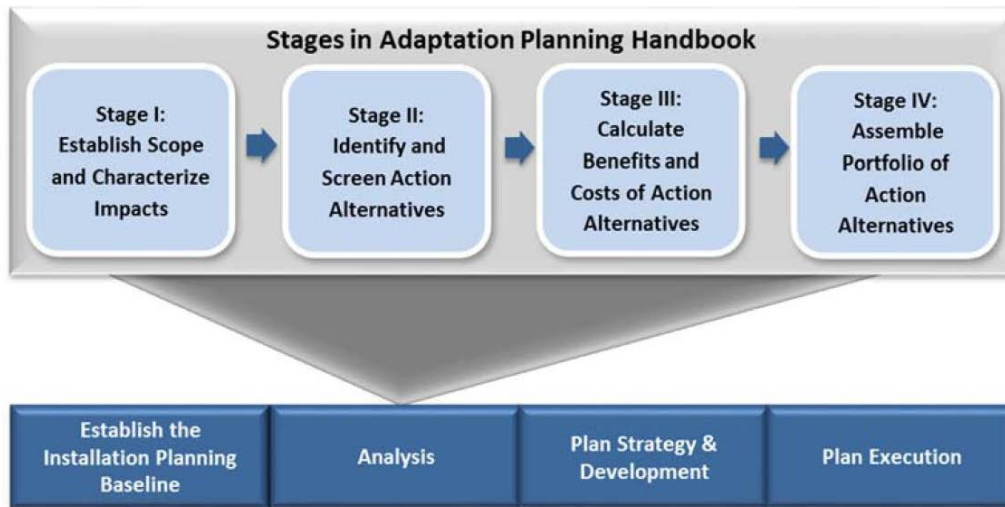 Stages in Adaptation Planning Handbook
Stage I:
Establish Scope
and Characterize
Impacts
Stage II:
Identify and
Screen Action
Alternatives
Stage III:
Calculate
Benefits and
Costs of Action
Alternatives
Stage IV:
Assemble
Portfolio of
Action
Alternatives
Establish the
Installation Planning
Baseline
Analysis
Plan Strategy &
Development
Plan Execution